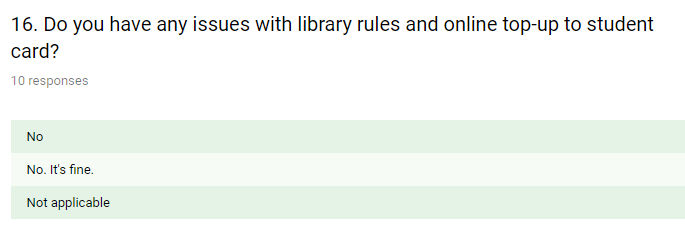 16. Do you have any issues with library rules and online top-up to student
card?
10 responses
No
No. It's fine.
Not applicable